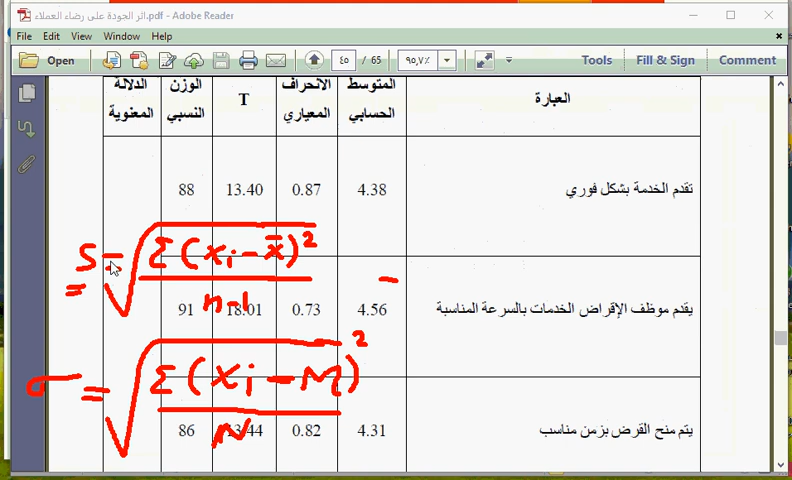 اثر الجودة على رضاء العملاء.pdf - Adobe Reader
File Edit View Window Help
Open ٤٥ / 65 ٩٥,٧٪ Tools Fill & Sign Comment
العبارة المتوسط الحسابي الانحراف المعياري T الوزن النسبي الدلالة المعنوية
تقدم الخدمة بشكل فوري 4.38 0.87 13.40 88
S = √ Σ(xi - x̄)² / n-1
يقدم موظف الإقراض الخدمات بالسرعة المناسبة 4.56 0.73 18.01 91
σ = √ Σ(xi - M)² / N
يتم منح القرض بزمن مناسب 4.31 0.82 13.44 86